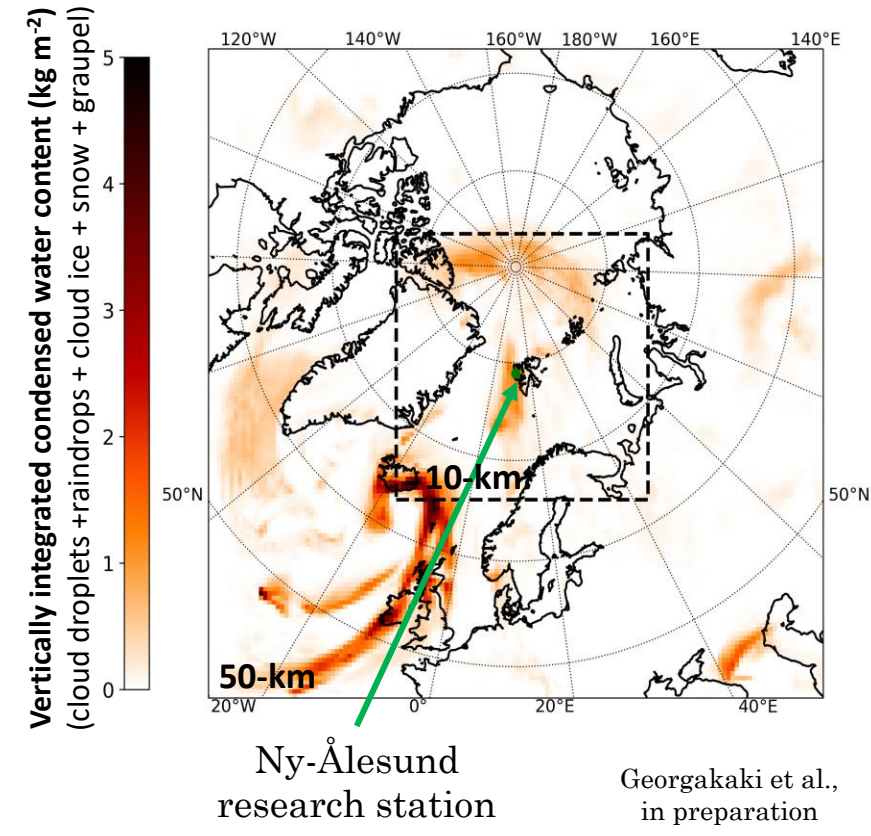 Vertically integrated condensed water content (kg m⁻²)
(cloud droplets +raindrops + cloud ice + snow + graupel)
5
4
3
2
1
0
120°W 140°W 160°W 180°W 160°E 140°E
50°N 50°N
10-km
50-km
20°W 0° 20°E 40°E
Ny-Ålesund
research station
Georgakaki et al.,
in preparation